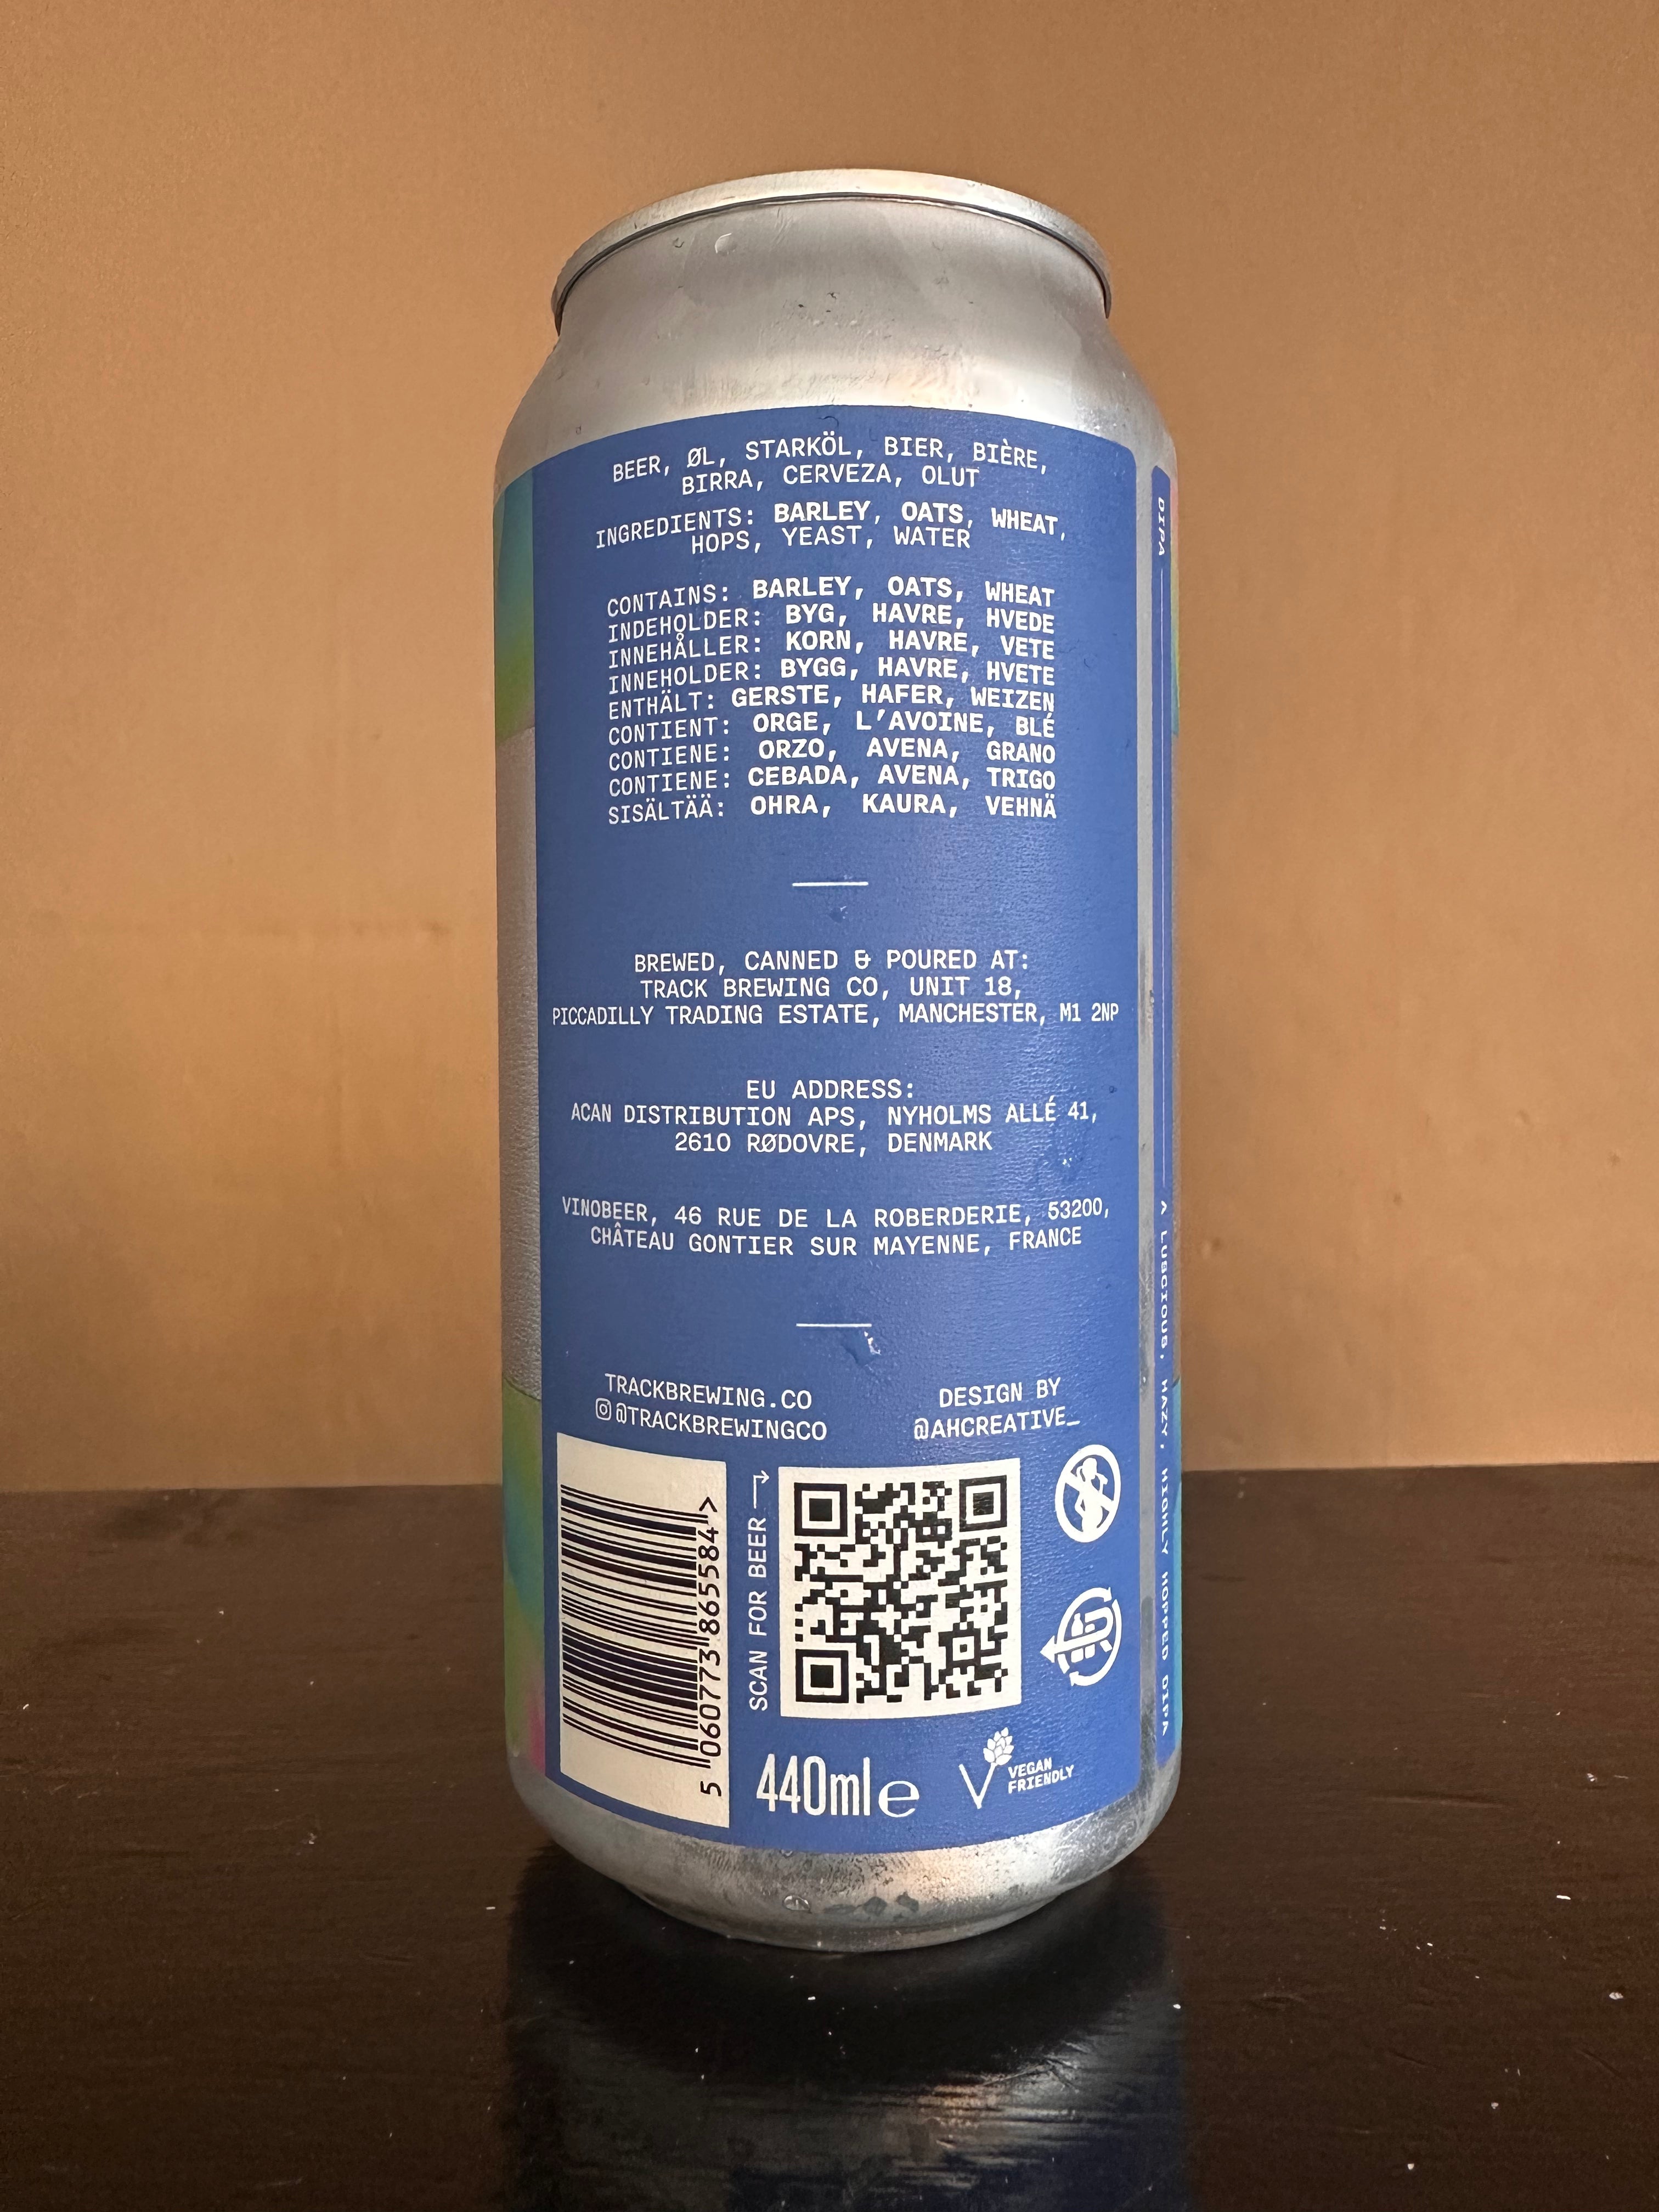 BEER, ØL, STARKÖL, BIER, BIÈRE,
BIRRA, CERVEZA, OLUT
INGREDIENTS: BARLEY, OATS, WHEAT,
HOPS, YEAST, WATER
CONTAINS: BARLEY, OATS, WHEAT
INDEHOLDER: BYG, HAVRE, HVEDE
INNEHÅLLER: KORN, HAVRE, VETE
INNEHOLDER: BYGG, HAVRE, HVETE
ENTHÄLT: GERSTE, HAFER, WEIZEN
CONTIENT: ORGE, L'AVOINE, BLÉ
CONTIENE: ORZO, AVENA, GRANO
CONTIENE: CEBADA, AVENA, TRIGO
SISÄLTÄÄ: OHRA, KAURA, VEHNÄ
BREWED, CANNED & POURED AT:
TRACK BREWING CO, UNIT 18,
PICCADILLY TRADING ESTATE, MANCHESTER, M1 2NP
EU ADDRESS:
ACAN DISTRIBUTION APS, NYHOLMS ALLÉ 41,
2610 RØDOVRE, DENMARK
VINOBEER, 46 RUE DE LA ROBERDERIE, 53200,
CHÂTEAU GONTIER SUR MAYENNE, FRANCE
TRACKBREWING.CO
@TRACKBREWINGCO
DESIGN BY
@AHCREATIVE_
5 060773 865584 >
SCAN FOR BEER
440ml e
VEGAN
FRIENDLY
DIPA
A LUSCIOUS, HAZY, HIGHLY HOPPED DIPA